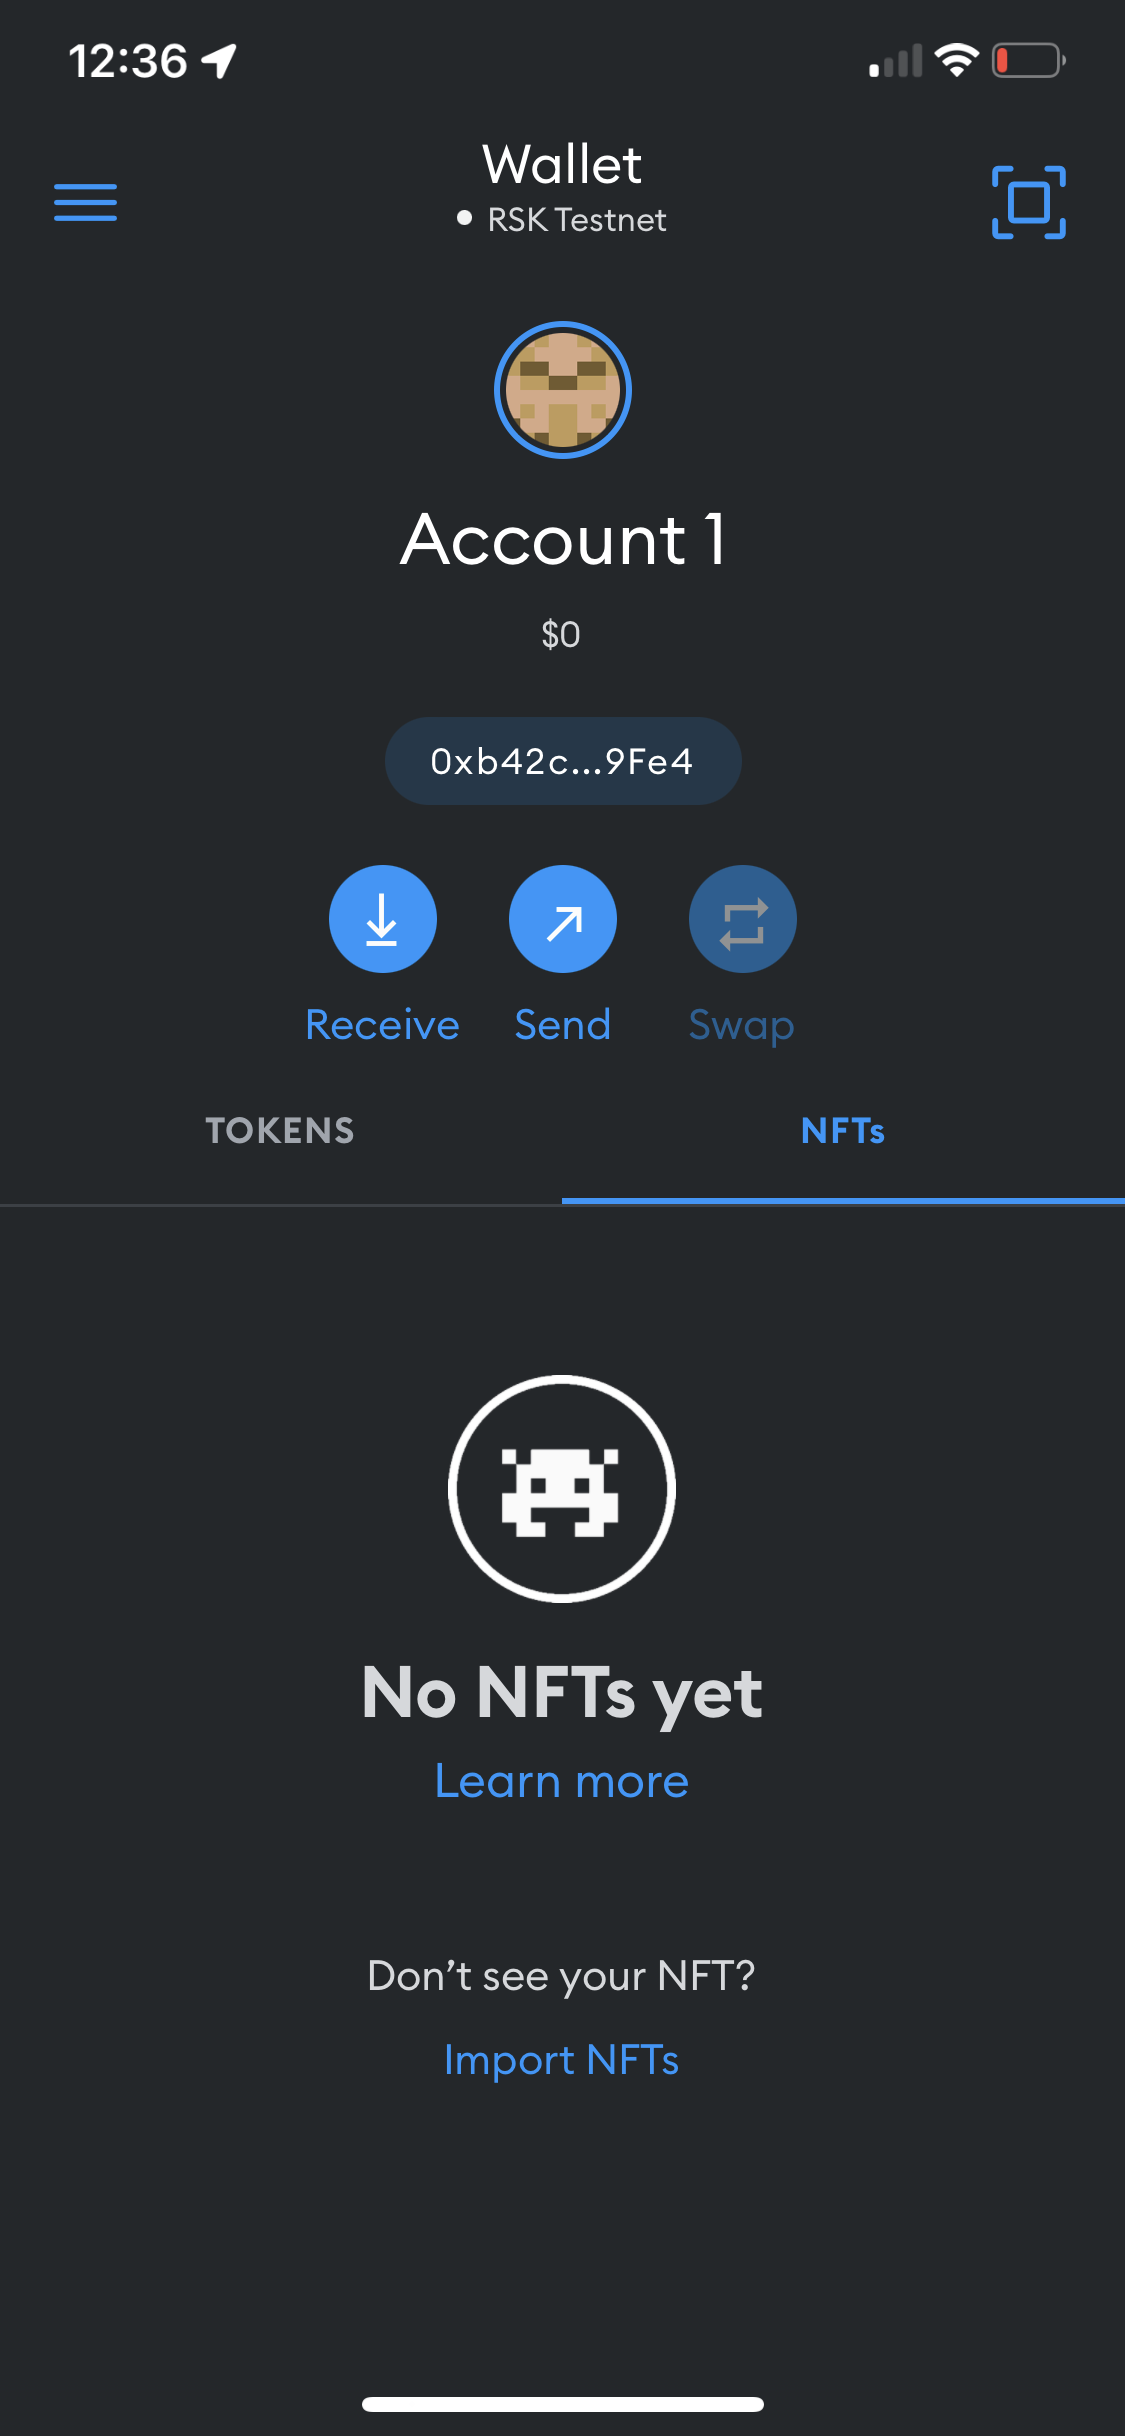 12:36
Wallet
RSK Testnet
Account 1
$0
0xb42c...9Fe4
Receive Send Swap
TOKENS NFTs
No NFTs yet
Learn more
Don’t see your NFT?
Import NFTs